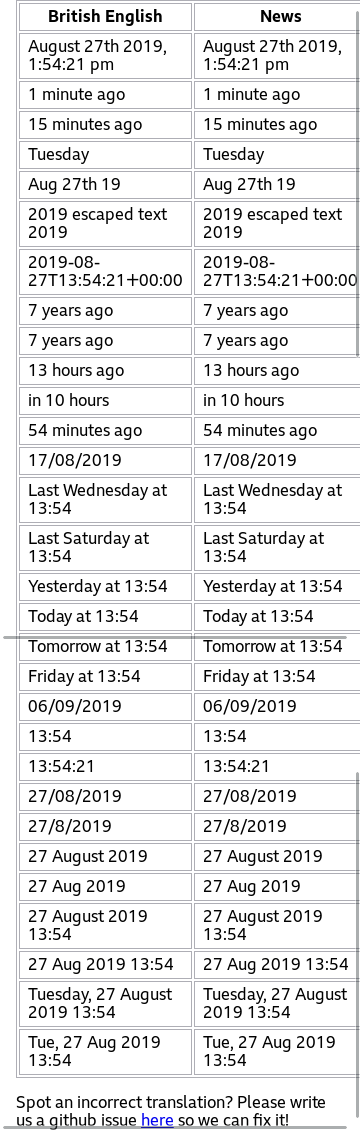 British English News
August 27th 2019, August 27th 2019,
1:54:21 pm 1:54:21 pm
1 minute ago 1 minute ago
15 minutes ago 15 minutes ago
Tuesday Tuesday
Aug 27th 19 Aug 27th 19
2019 escaped text 2019 escaped text
2019 2019
2019-08- 2019-08-
27T13:54:21+00:00 27T13:54:21+00:00
7 years ago 7 years ago
7 years ago 7 years ago
13 hours ago 13 hours ago
in 10 hours in 10 hours
54 minutes ago 54 minutes ago
17/08/2019 17/08/2019
Last Wednesday at Last Wednesday at
13:54 13:54
Last Saturday at Last Saturday at
13:54 13:54
Yesterday at 13:54 Yesterday at 13:54
Today at 13:54 Today at 13:54
Tomorrow at 13:54 Tomorrow at 13:54
Friday at 13:54 Friday at 13:54
06/09/2019 06/09/2019
13:54 13:54
13:54:21 13:54:21
27/08/2019 27/08/2019
27/8/2019 27/8/2019
27 August 2019 27 August 2019
27 Aug 2019 27 Aug 2019
27 August 2019 27 August 2019
13:54 13:54
27 Aug 2019 13:54 27 Aug 2019 13:54
Tuesday, 27 August Tuesday, 27 August
2019 13:54 2019 13:54
Tue, 27 Aug 2019 Tue, 27 Aug 2019
13:54 13:54
Spot an incorrect translation? Please write
us a github issue here so we can fix it!